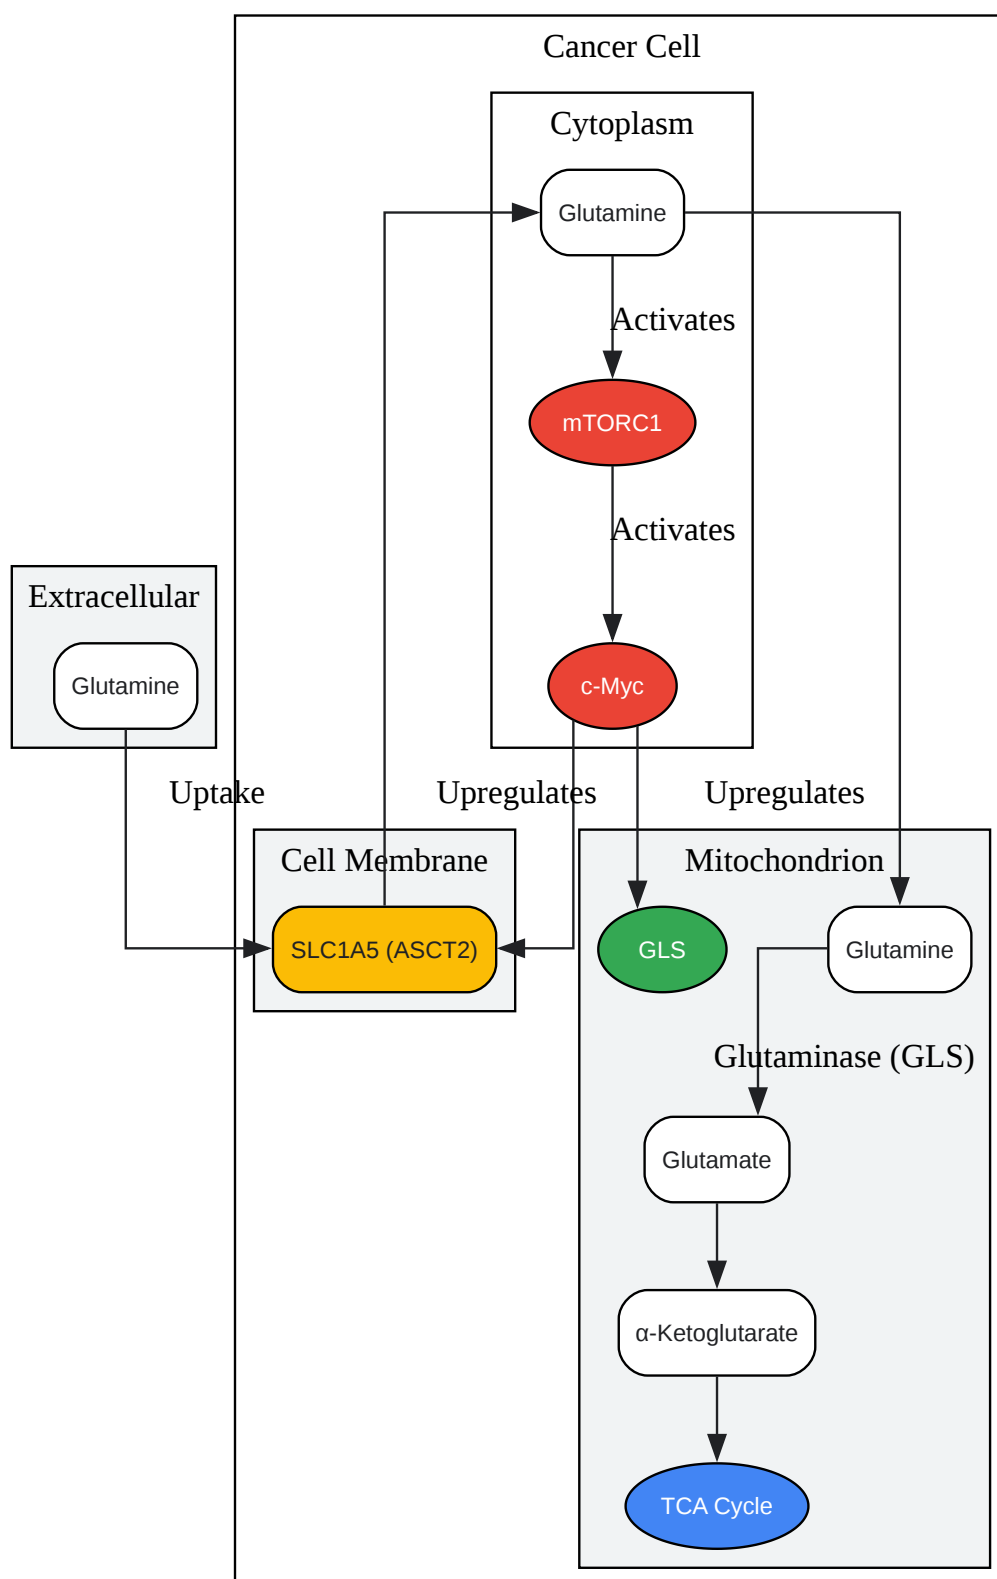 Cancer Cell
Cytoplasm
Glutamine
Activates
mTORC1
Activates
Extracellular
Glutamine
c-Myc
Uptake
Upregulates
Upregulates
Cell Membrane
Mitochondrion
SLC1A5 (ASCT2)
GLS
Glutamine
Glutaminase (GLS)
Glutamate
α-Ketoglutarate
TCA Cycle